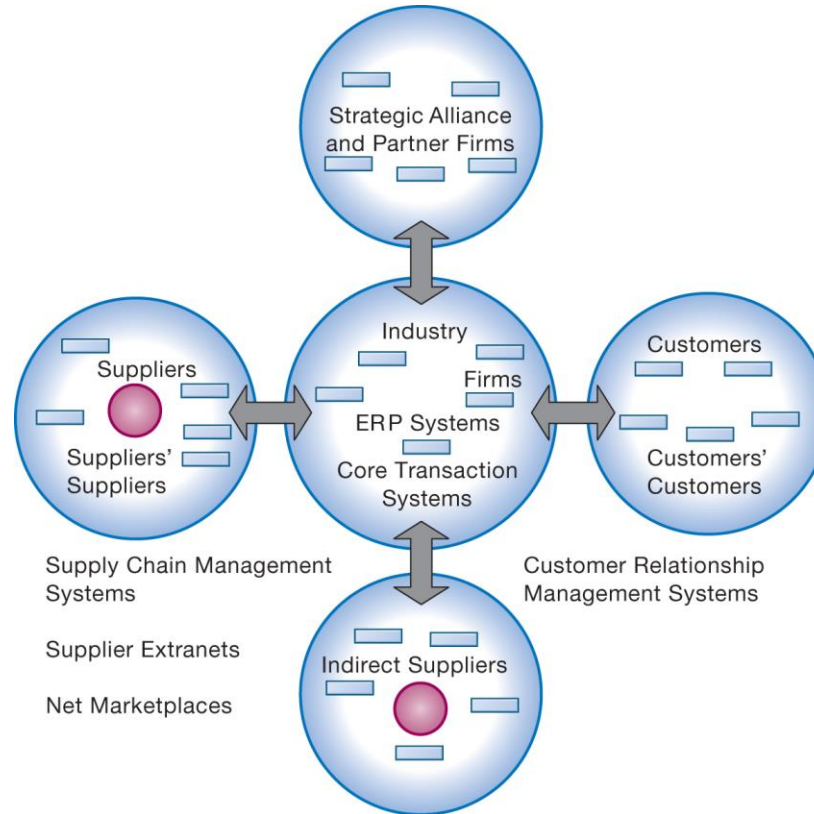 Strategic Alliance
and Partner Firms
Industry
Firms
ERP Systems
Core Transaction
Systems
Suppliers
Suppliers'
Suppliers
Customers
Customers'
Customers
Supply Chain Management
Systems
Supplier Extranets
Net Marketplaces
Customer Relationship
Management Systems
Indirect Suppliers